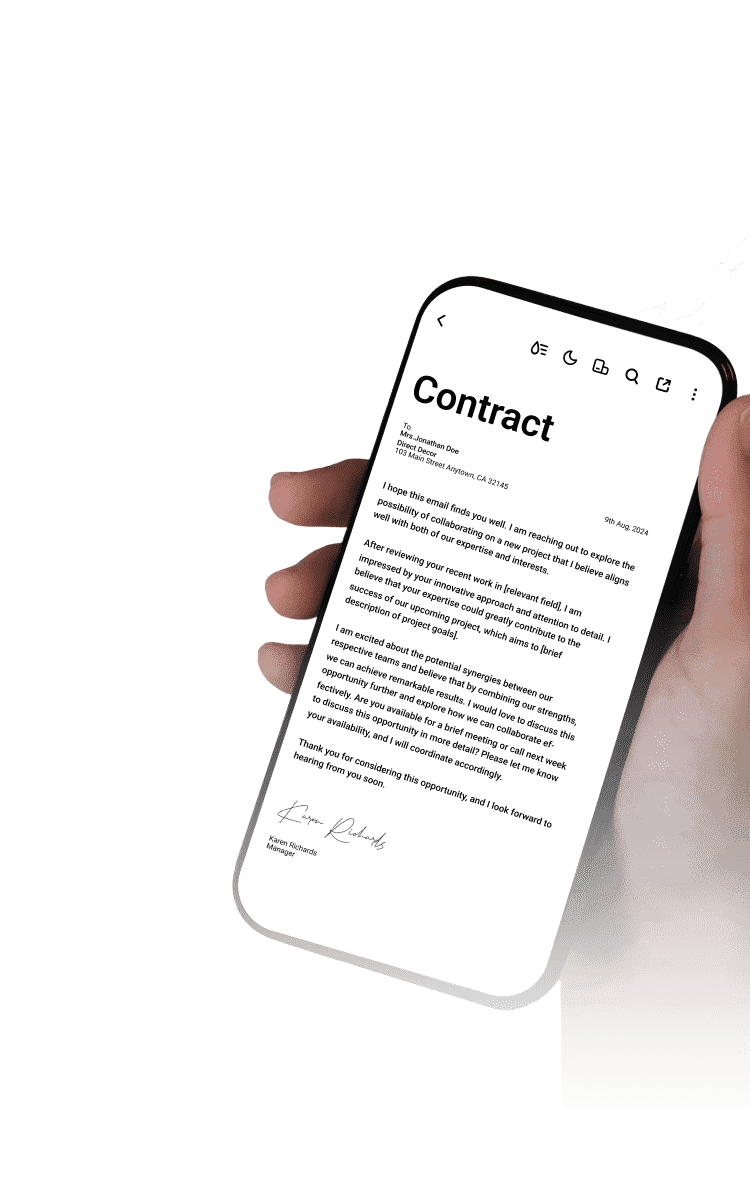 Contract
To.
Mrs.Jonathan Doe
Direct Decor
103 Main Street Anytown, CA 32145
9th Aug, 2024
I hope this email finds you well. I am reaching out to explore the
possibility of collaborating on a new project that I believe aligns
well with both of our expertise and interests.
After reviewing your recent work in [relevant field], I am
impressed by your innovative approach and attention to detail. I
believe that your expertise could greatly contribute to the
success of our upcoming project, which aims to [brief
description of project goals].
I am excited about the potential synergies between our
respective teams and believe that by combining our strengths,
we can achieve remarkable results. I would love to discuss this
opportunity further and explore how we can collaborate ef-
fectively. Are you available for a brief meeting or call next week
to discuss this opportunity in more detail? Please let me know
your availability, and I will coordinate accordingly.
Thank you for considering this opportunity, and I look forward to
hearing from you soon.
Karen Richards
Karen Richards
Manager